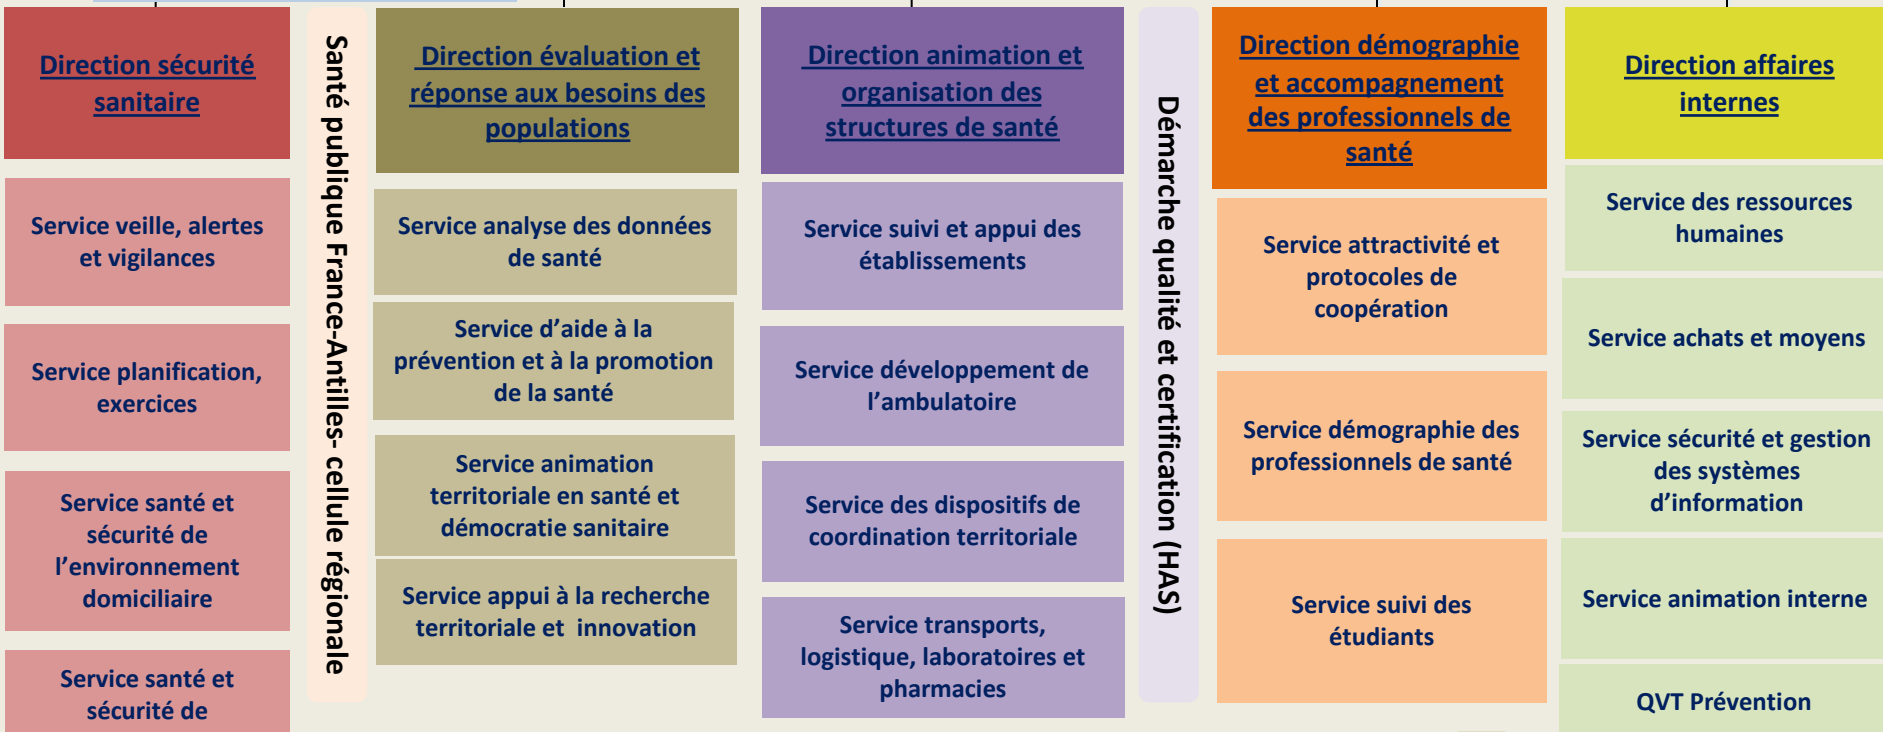 Direction sécurité
sanitaire
Service veille, alertes
et vigilances
Service planification,
exercices
Service santé et
sécurité de
l’environnement
domiciliaire
Service santé et
sécurité de
Santé publique France-Antilles- cellule régionale
Direction évaluation et
réponse aux besoins des
populations
Service analyse des données
de santé
Service d’aide à la
prévention et à la promotion
de la santé
Service animation
territoriale en santé et
démocratie sanitaire
Service appui à la recherche
territoriale et innovation
Direction animation et
organisation des
structures de santé
Service suivi et appui des
établissements
Service développement de
l’ambulatoire
Service des dispositifs de
coordination territoriale
Service transports,
logistique, laboratoires et
pharmacies
Démarche qualité et certification (HAS)
Direction démographie
et accompagnement
des professionnels de
santé
Service attractivité et
protocoles de
coopération
Service démographie des
professionnels de santé
Service suivi des
étudiants
Direction affaires
internes
Service des ressources
humaines
Service achats et moyens
Service sécurité et gestion
des systèmes
d’information
Service animation interne
QVT Prévention